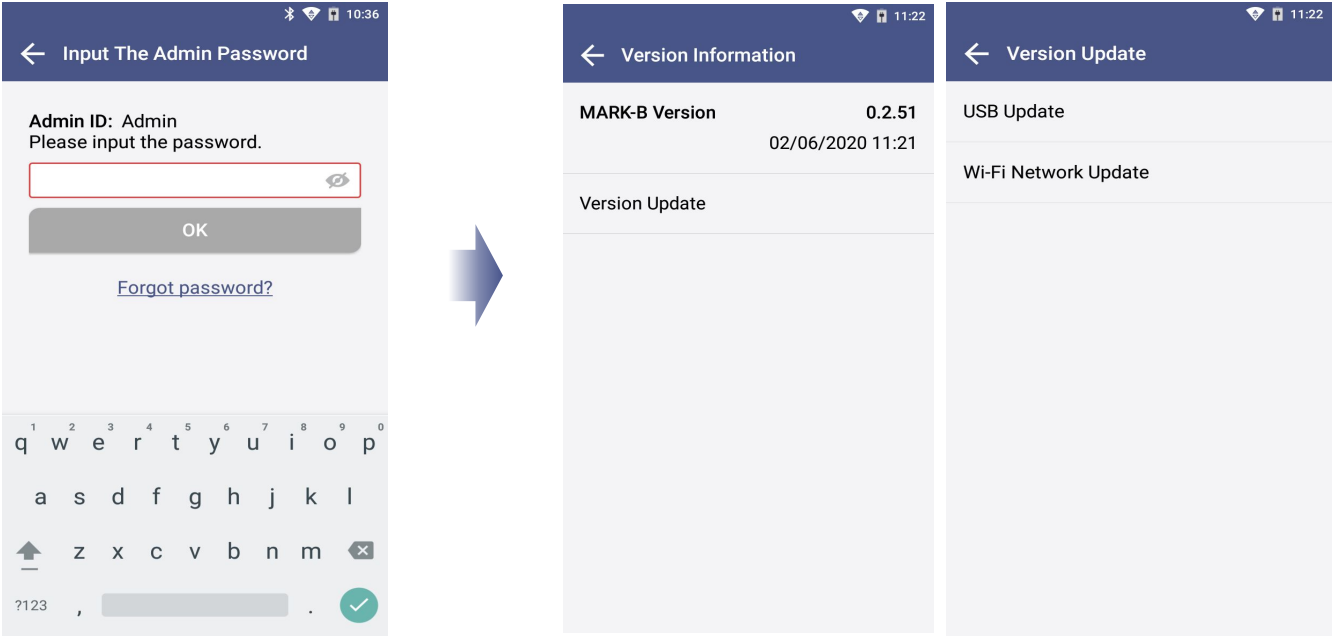 10:36
Input The Admin Password
Admin ID: Admin
Please input the password.
OK
Forgot password?
1 2 3 4 5 6 7 8 9 0
q w e r t y u i o p
a s d f g h j k l
z x c v b n m
?123 , .
11:22
Version Information
MARK-B Version 0.2.51
02/06/2020 11:21
Version Update
11:22
Version Update
USB Update
Wi-Fi Network Update